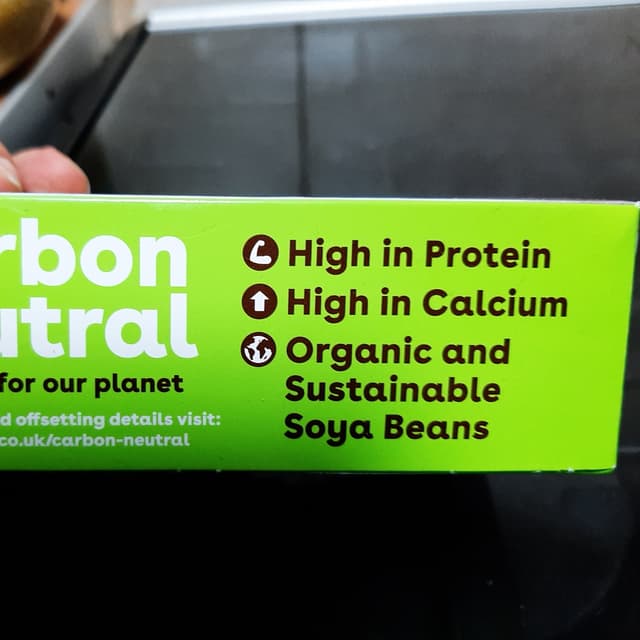 rbon
utral
for our planet
d offsetting details visit:
co.uk/carbon-neutral
High in Protein
High in Calcium
Organic and
Sustainable
Soya Beans